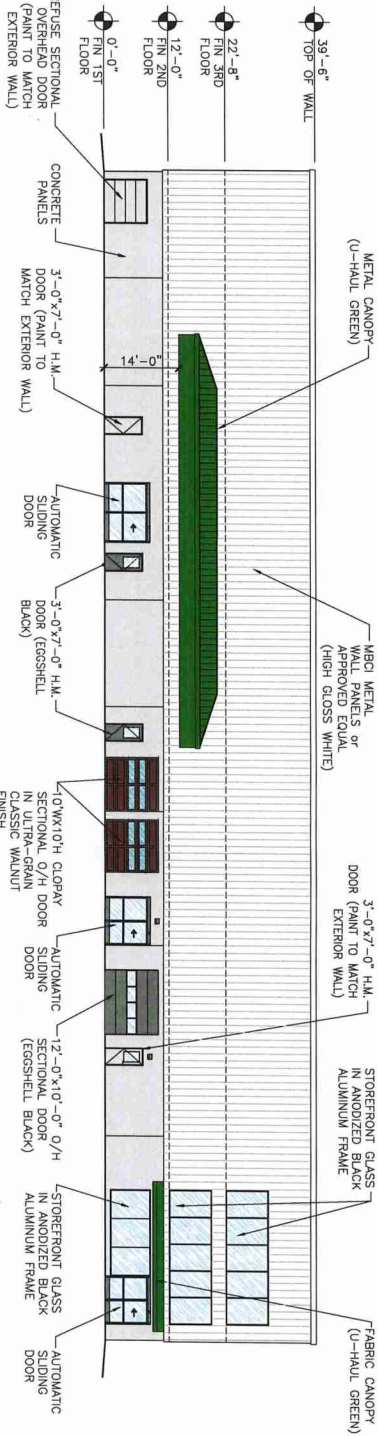 39'-6"
TOP OF WALL
22'-8"
FIN 3RD
FLOOR
12'-0"
FIN 2ND
FLOOR
0'-0"
FIN 1ST
FLOOR
METAL CANOPY
(U-HAUL GREEN)
MBCI METAL
WALL PANELS or
APPROVED EQUAL
(HIGH GLOSS WHITE)
3'-0"x7'-0" H.M.
DOOR (PAINT TO MATCH
EXTERIOR WALL)
STOREFRONT GLASS
IN ANODIZED BLACK
ALUMINUM FRAME
FABRIC CANOPY
(U-HAUL GREEN)
14'-0"
EFUSE SECTIONAL
OVERHEAD DOOR
(PAINT TO MATCH
EXTERIOR WALL)
CONCRETE
PANELS
3'-0"x7'-0" H.M.
DOOR (PAINT TO
MATCH EXTERIOR WALL)
AUTOMATIC
SLIDING
DOOR
3'-0"x7'-0" H.M.
DOOR (EGGSHELL
BLACK)
10'WX10'H CLOPAY
SECTIONAL O/H DOOR
IN ULTRA-GRAIN
CLASSIC WALNUT
FINISH
AUTOMATIC
SLIDING
DOOR
12'-0"x10'-0" O/H
SECTIONAL DOOR
(EGGSHELL BLACK)
STOREFRONT GLASS
IN ANODIZED BLACK
ALUMINUM FRAME
AUTOMATIC
SLIDING
DOOR